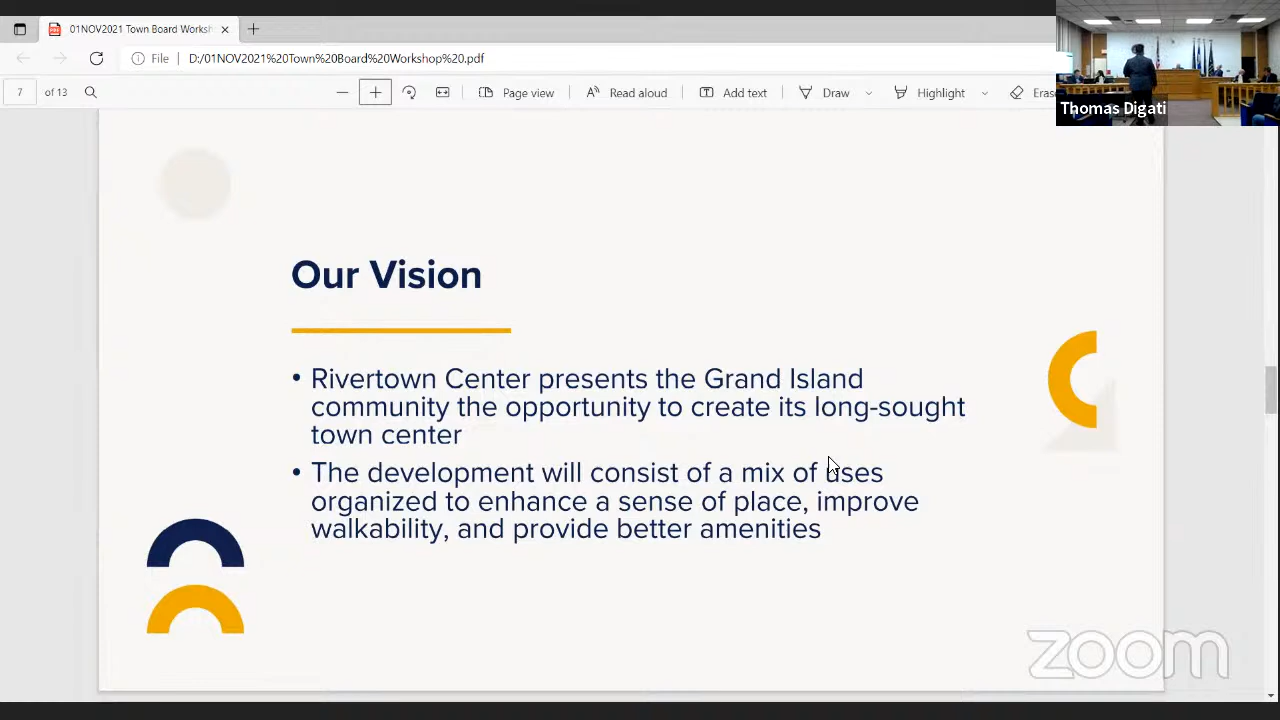 01NOV2021 Town Board Worksh
File
D:/01NOV2021%20Town%20Board%20Workshop%20.pdf
7 of 13
Page view
Read aloud
Add text
Draw
Highlight
Eras
Thomas Digati
Our Vision
• Rivertown Center presents the Grand Island
community the opportunity to create its long-sought
town center
• The development will consist of a mix of uses
organized to enhance a sense of place, improve
walkability, and provide better amenities
zoom